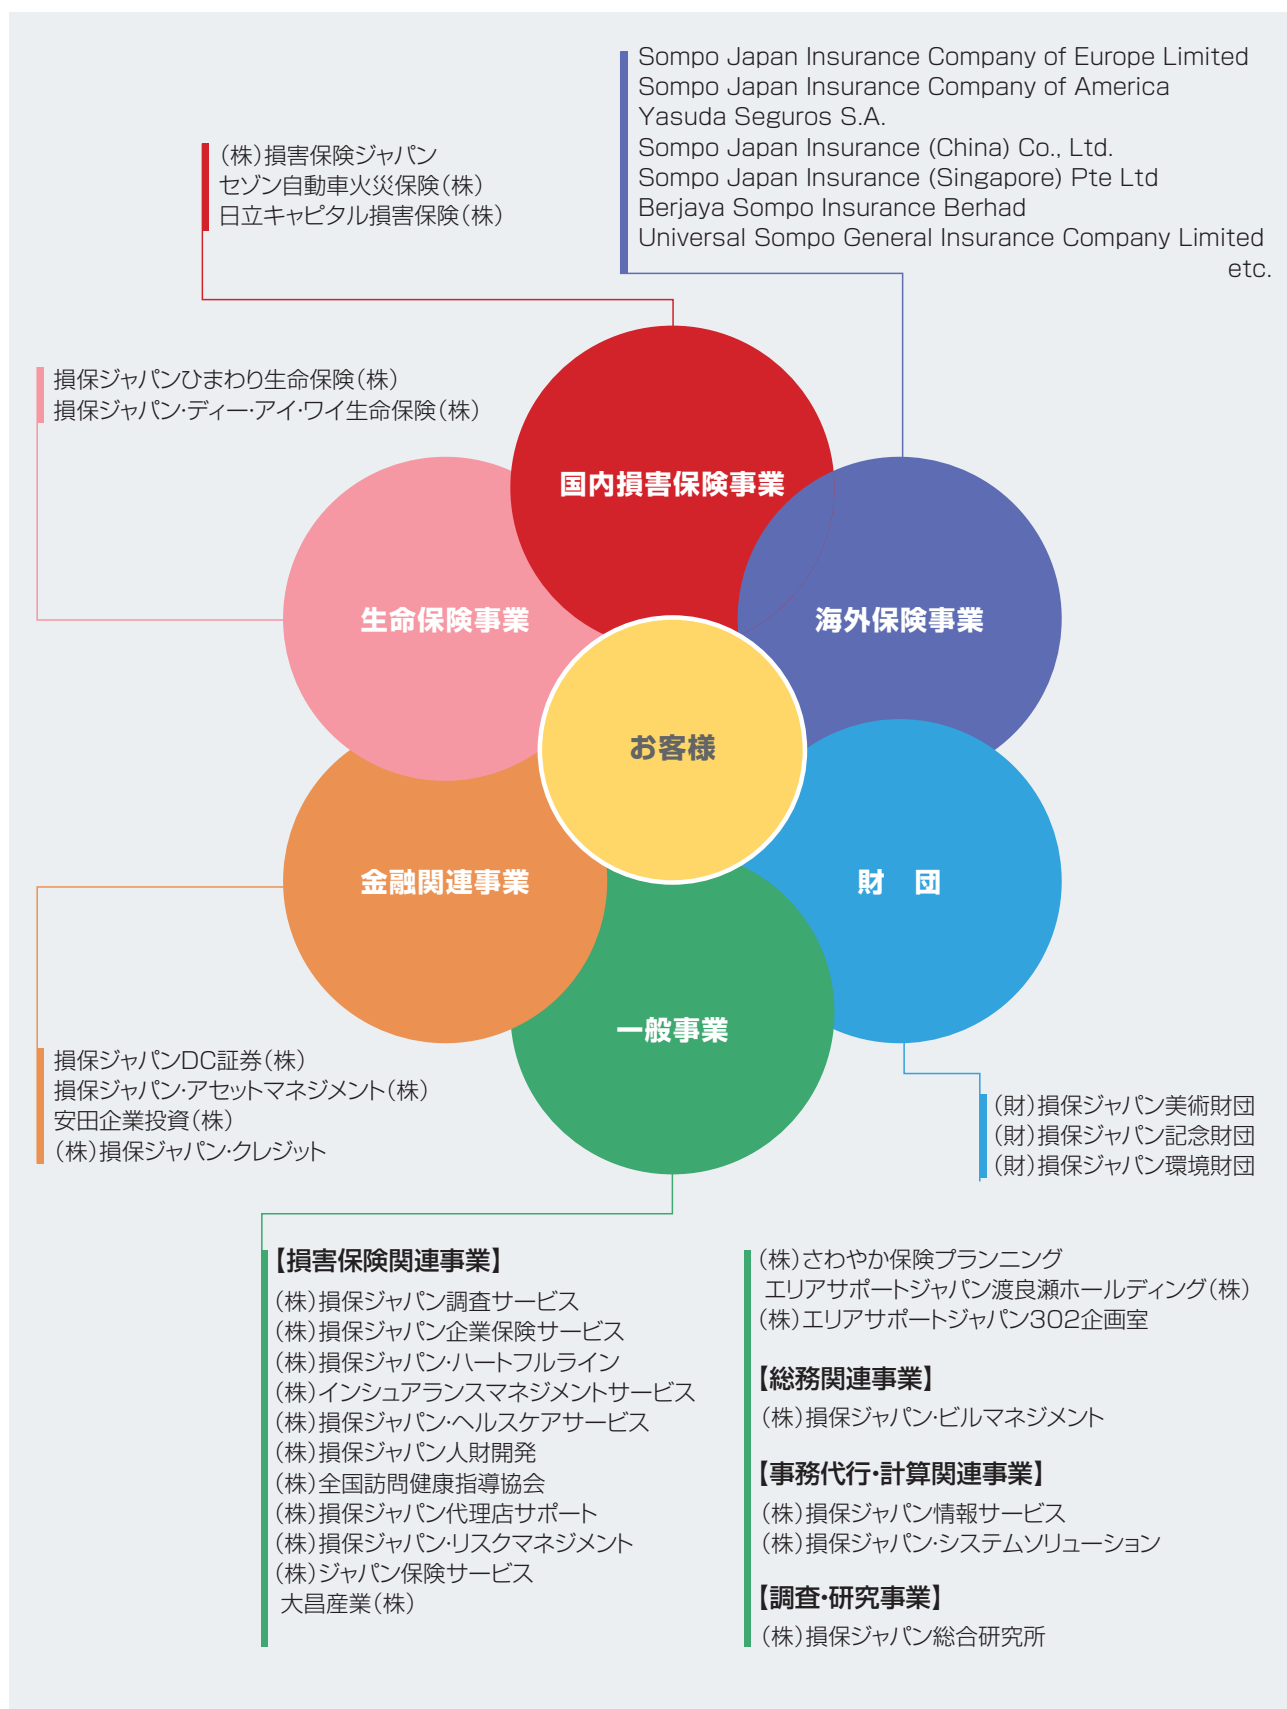 Sompo Japan Insurance Company of Europe Limited
Sompo Japan Insurance Company of America
Yasuda Seguros S.A.
Sompo Japan Insurance (China) Co., Ltd.
Sompo Japan Insurance (Singapore) Pte Ltd
Berjaya Sompo Insurance Berhad
Universal Sompo General Insurance Company Limited
etc.
（株）損害保険ジャパン
セゾン自動車火災保険（株）
日立キャピタル損害保険（株）
損保ジャパンひまわり生命保険（株）
損保ジャパン・ディー・アイ・ワイ生命保険（株）
国内損害保険事業
生命保険事業
海外保険事業
お客様
金融関連事業
財　団
一般事業
損保ジャパンDC証券（株）
損保ジャパン・アセットマネジメント（株）
安田企業投資（株）
（株）損保ジャパン・クレジット
（財）損保ジャパン美術財団
（財）損保ジャパン記念財団
（財）損保ジャパン環境財団
【損害保険関連事業】
（株）損保ジャパン調査サービス
（株）損保ジャパン企業保険サービス
（株）損保ジャパン・ハートフルライン
（株）インシュアランスマネジメントサービス
（株）損保ジャパン・ヘルスケアサービス
（株）損保ジャパン人財開発
（株）全国訪問健康指導協会
（株）損保ジャパン代理店サポート
（株）損保ジャパン・リスクマネジメント
（株）ジャパン保険サービス
大昌産業（株）
（株）さわやか保険プランニング
エリアサポートジャパン渡良瀬ホールディング（株）
（株）エリアサポートジャパン302企画室
【総務関連事業】
（株）損保ジャパン・ビルマネジメント
【事務代行・計算関連事業】
（株）損保ジャパン情報サービス
（株）損保ジャパン・システムソリューション
【調査・研究事業】
（株）損保ジャパン総合研究所